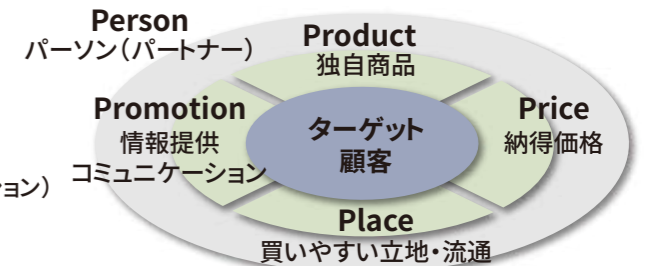 Person
パーソン（パートナー）
Product
独自商品
Promotion
情報提供
コミュニケーション
ターゲット
顧客
Price
納得価格
ョン）
Place
買いやすい立地・流通